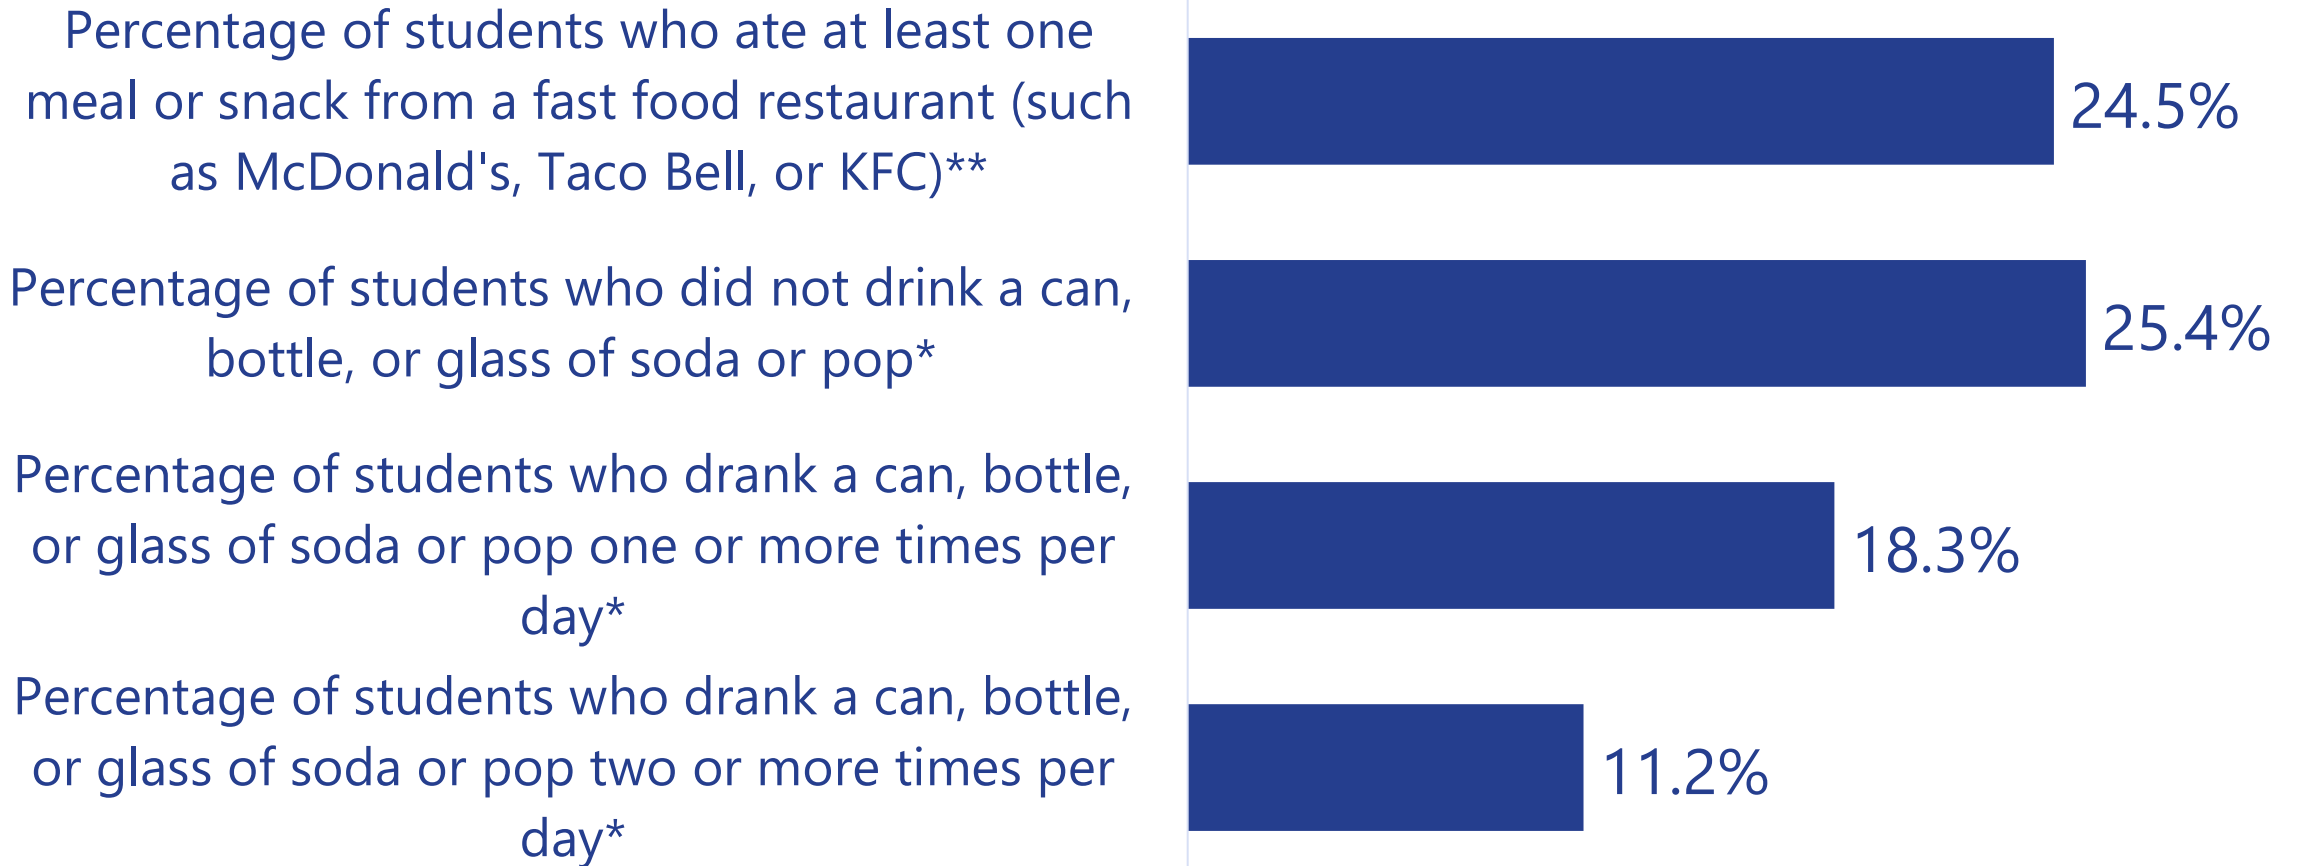 Percentage of students who ate at least one
meal or snack from a fast food restaurant (such
as McDonald's, Taco Bell, or KFC)**
24.5%
Percentage of students who did not drink a can,
bottle, or glass of soda or pop*
25.4%
Percentage of students who drank a can, bottle,
or glass of soda or pop one or more times per
day*
18.3%
Percentage of students who drank a can, bottle,
or glass of soda or pop two or more times per
day*
11.2%